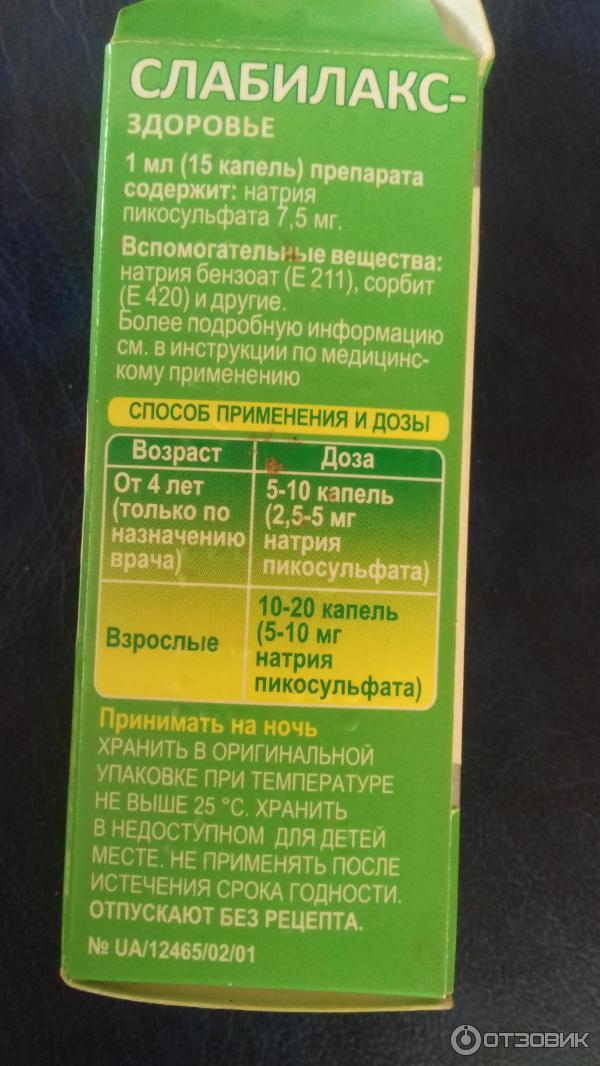 СЛАБИЛАКС-
ЗДОРОВЬЕ
1 мл (15 капель) препарата
содержит: натрия
пикосульфата 7,5 мг.
Вспомогательные вещества:
натрия бензоат (Е 211), сорбит
(Е 420) и другие.
Более подробную информацию
см. в инструкции по медицинс-
кому применению
СПОСОБ ПРИМЕНЕНИЯ И ДОЗЫ
Возраст
Доза
От 4 лет
(только по
назначению
врача)
5-10 капель
(2,5-5 мг
натрия
пикосульфата)
Взрослые
10-20 капель
(5-10 мг
натрия
пикосульфата)
Принимать на ночь
ХРАНИТЬ В ОРИГИНАЛЬНОЙ
УПАКОВКЕ ПРИ ТЕМПЕРАТУРЕ
НЕ ВЫШЕ 25 °С. ХРАНИТЬ
В НЕДОСТУПНОМ ДЛЯ ДЕТЕЙ
МЕСТЕ. НЕ ПРИМЕНЯТЬ ПОСЛЕ
ИСТЕЧЕНИЯ СРОКА ГОДНОСТИ.
ОТПУСКАЮТ БЕЗ РЕЦЕПТА.
№ UA/12465/02/01
ОТЗОВИК